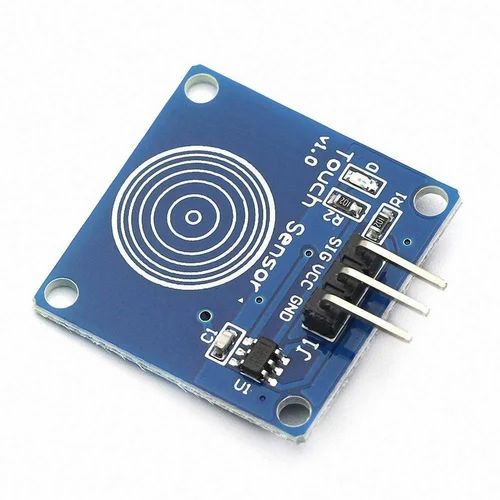 Touch Sensor
v1.0
D
R2
R1
SIG VCC GND
J1
C1
U1